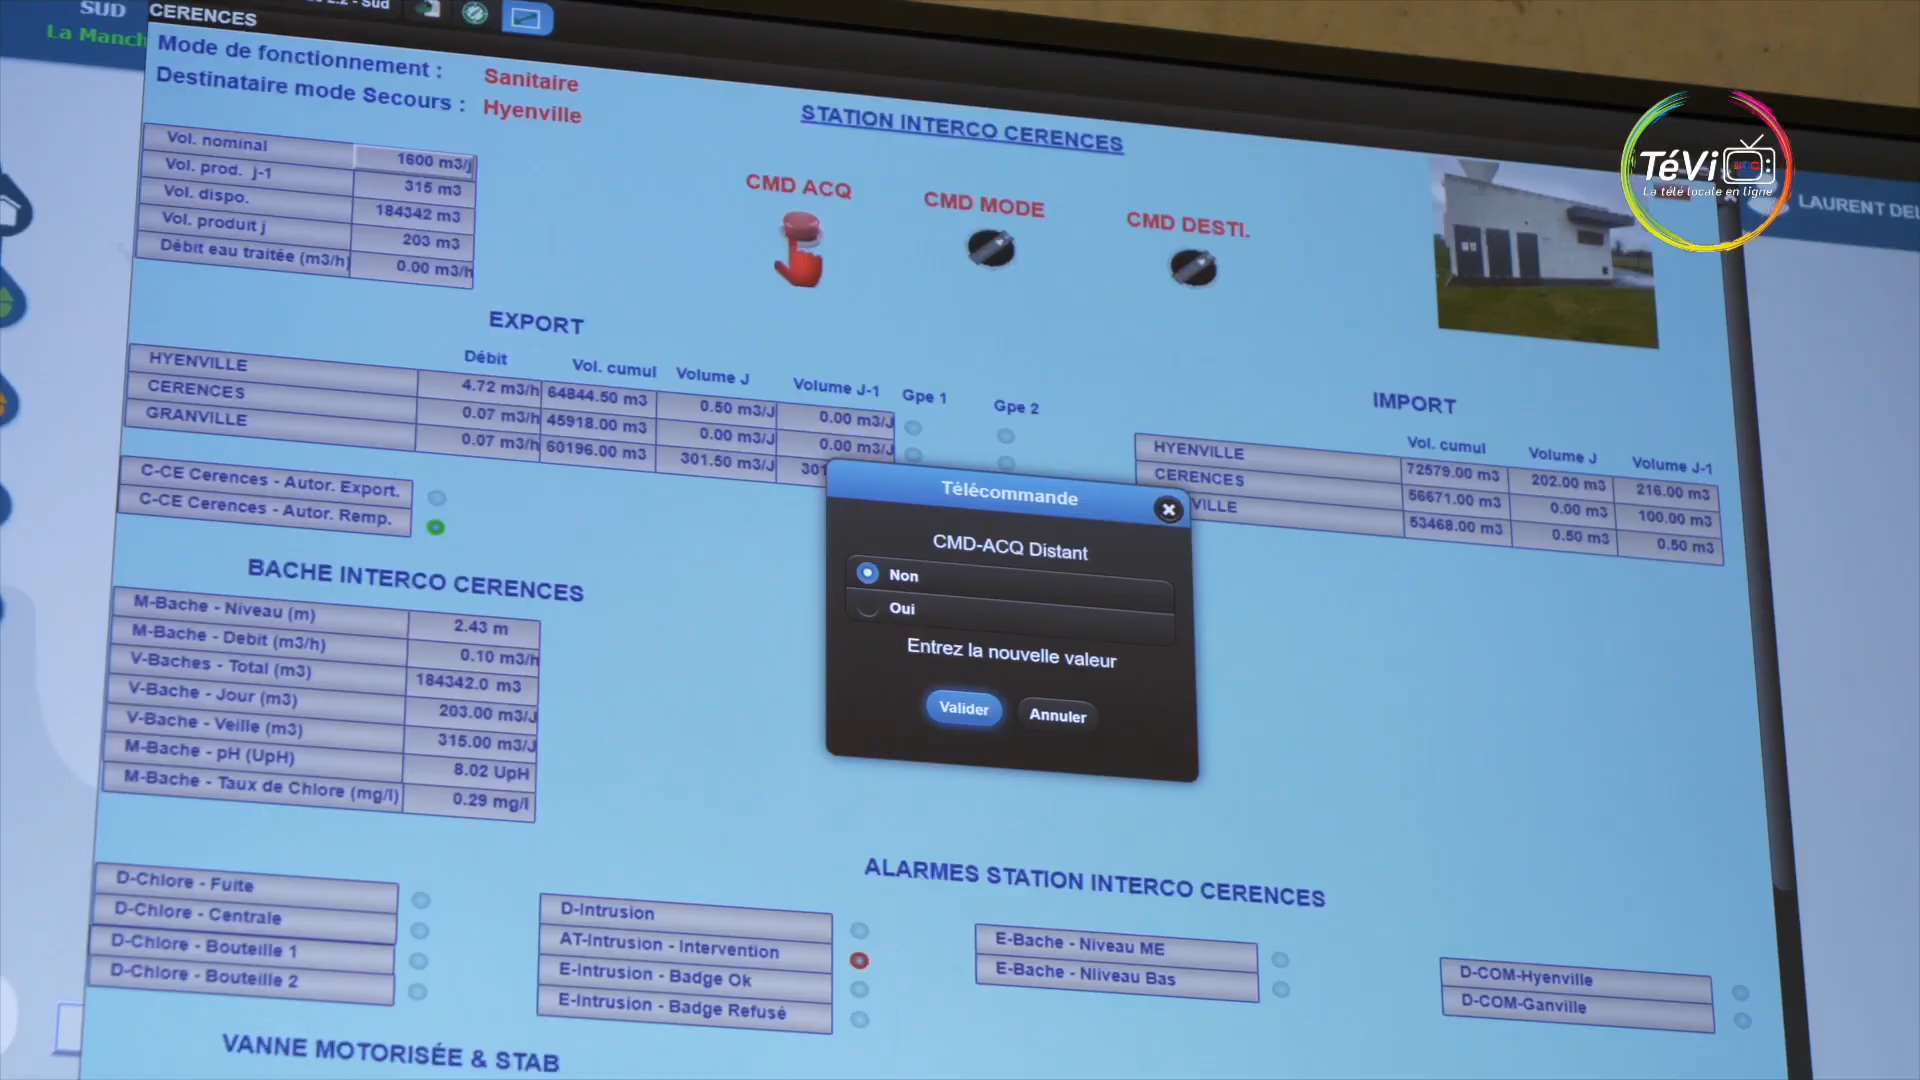 SUD
La Manch
- Sud
CERENCES
Mode de fonctionnement : Sanitaire
Destinataire mode Secours : Hyenville
STATION INTERCO CERENCES
TéVi
La télé locale en ligne
LAURENT DEL
Vol. nominal 1600 m3/j
Vol. prod. j-1 315 m3
Vol. dispo. 184342 m3
Vol. produit j 203 m3
Débit eau traitée (m3/h) 0.00 m3/h
CMD ACQ CMD MODE CMD DESTI.
EXPORT
Débit Vol. cumul Volume J Volume J-1 Gpe 1 Gpe 2
HYENVILLE 4.72 m3/h 64844.50 m3 0.50 m3/J 0.00 m3/J
CERENCES 0.07 m3/h 45918.00 m3 0.00 m3/J 0.00 m3/J
GRANVILLE 0.07 m3/h 60196.00 m3 301.50 m3/J 301
IMPORT
Vol. cumul Volume J Volume J-1
HYENVILLE 72579.00 m3 202.00 m3 216.00 m3
CERENCES 56671.00 m3 0.00 m3 100.00 m3
VILLE 53468.00 m3 0.50 m3 0.50 m3
C-CE Cerences - Autor. Export.
C-CE Cerences - Autor. Remp.
Télécommande
CMD-ACQ Distant
Non
Oui
Entrez la nouvelle valeur
Valider Annuler
BACHE INTERCO CERENCES
M-Bache - Niveau (m) 2.43 m
M-Bache - Debit (m3/h) 0.10 m3/h
V-Baches - Total (m3) 184342.0 m3
V-Bache - Jour (m3) 203.00 m3/J
V-Bache - Veille (m3) 315.00 m3/J
M-Bache - pH (UpH) 8.02 UpH
M-Bache - Taux de Chlore (mg/l) 0.29 mg/l
ALARMES STATION INTERCO CERENCES
D-Chlore - Fuite
D-Chlore - Centrale
D-Chlore - Bouteille 1
D-Chlore - Bouteille 2
D-Intrusion
AT-Intrusion - Intervention
E-Intrusion - Badge Ok
E-Intrusion - Badge Refusé
E-Bache - Niveau ME
E-Bache - NIiveau Bas
D-COM-Hyenville
D-COM-Ganville
VANNE MOTORISÉE & STAB